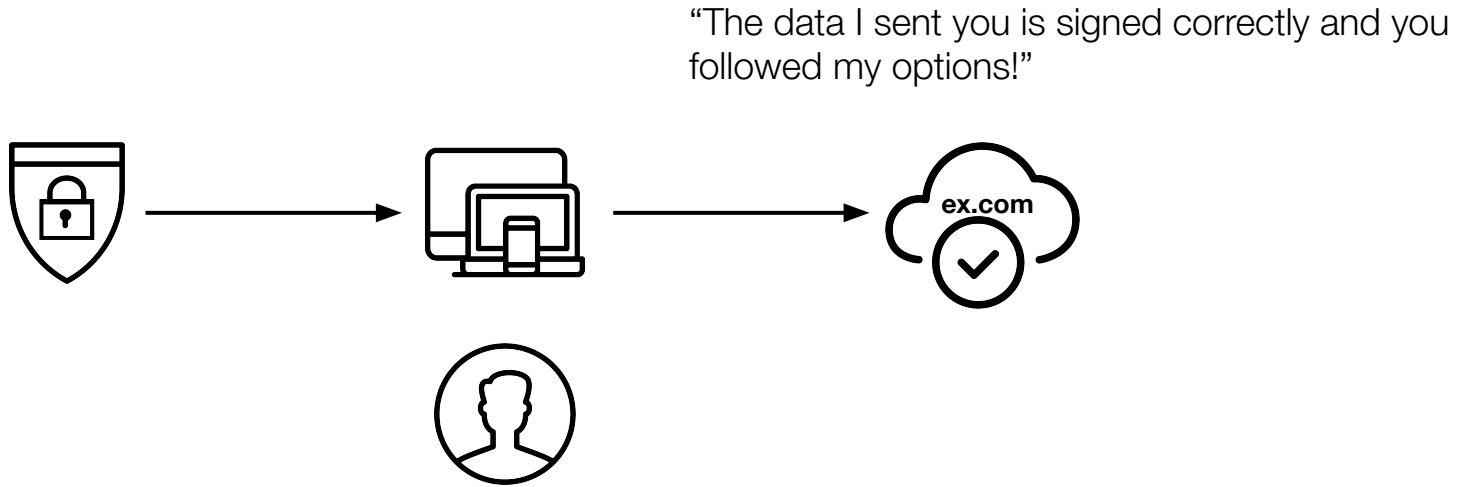 “The data I sent you is signed correctly and you
followed my options!”
ex.com